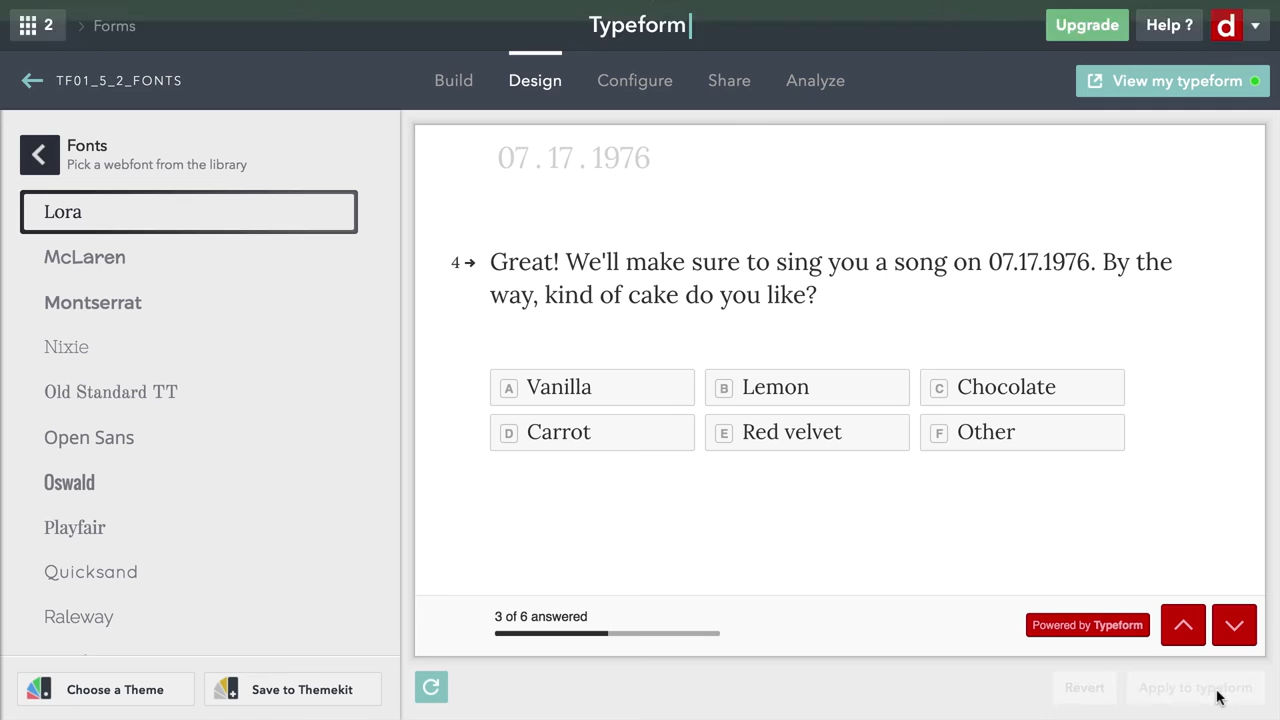 2
Forms
Typeform
Upgrade
Help ?
d
TF01_5_2_FONTS
Build
Design
Configure
Share
Analyze
View my typeform
Fonts
Pick a webfont from the library
Lora
McLaren
Montserrat
Nixie
Old Standard TT
Open Sans
Oswald
Playfair
Quicksand
Raleway
Choose a Theme
Save to Themekit
07 . 17 . 1976
4 → Great! We'll make sure to sing you a song on 07.17.1976. By the
way, kind of cake do you like?
A Vanilla
B Lemon
C Chocolate
D Carrot
E Red velvet
F Other
3 of 6 answered
Powered by Typeform
Revert
Apply to typeform